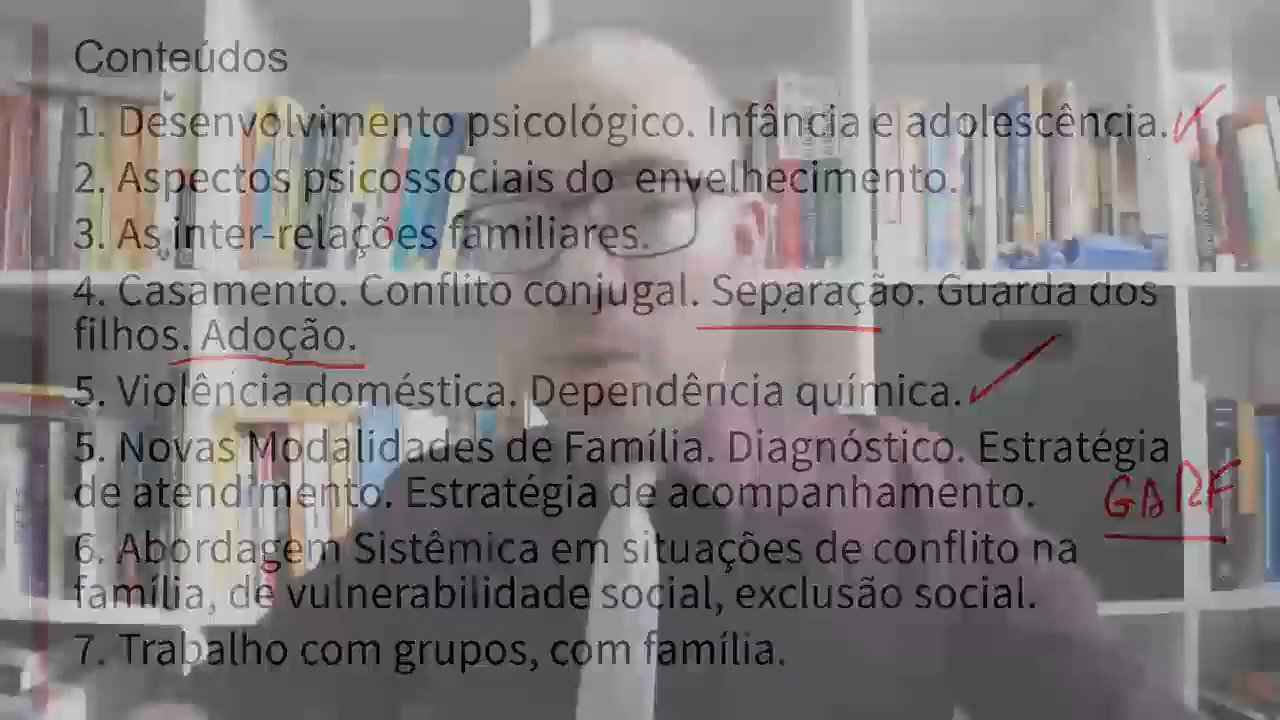 Conteúdos
1. Desenvolvimento psicológico. Infância e adolescência.
2. Aspectos psicossociais do envelhecimento.
3. As inter-relações familiares.
4. Casamento. Conflito conjugal. Separação. Guarda dos
filhos. Adoção.
5. Violência doméstica. Dependência química.
5. Novas Modalidades de Família. Diagnóstico. Estratégia
de atendimento. Estratégia de acompanhamento.
GARF
6. Abordagem Sistêmica em situações de conflito na
família, de vulnerabilidade social, exclusão social.
7. Trabalho com grupos, com família.